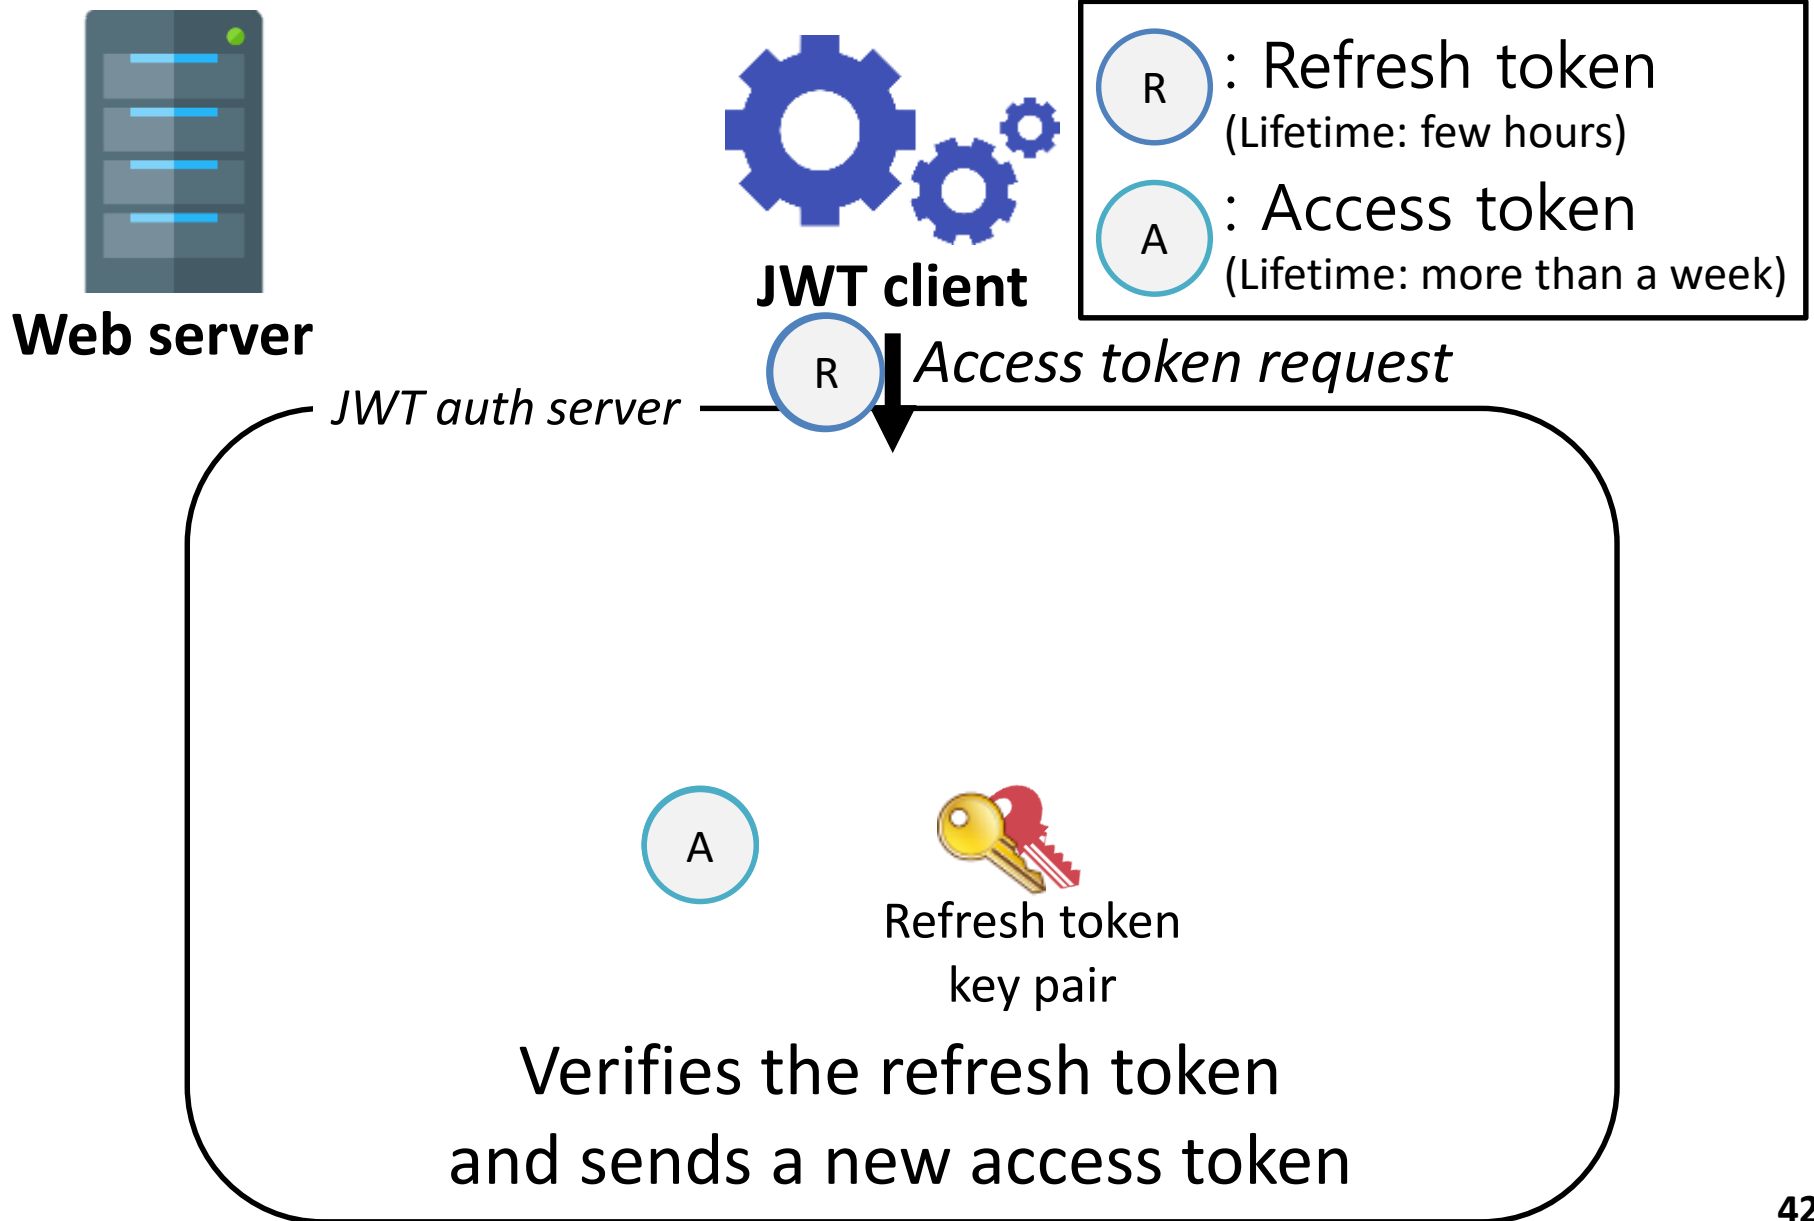 R : Refresh token
(Lifetime: few hours)
A : Access token
(Lifetime: more than a week)
JWT client
Web server
R Access token request
JWT auth server
A
Refresh token
key pair
Verifies the refresh token
and sends a new access token
42